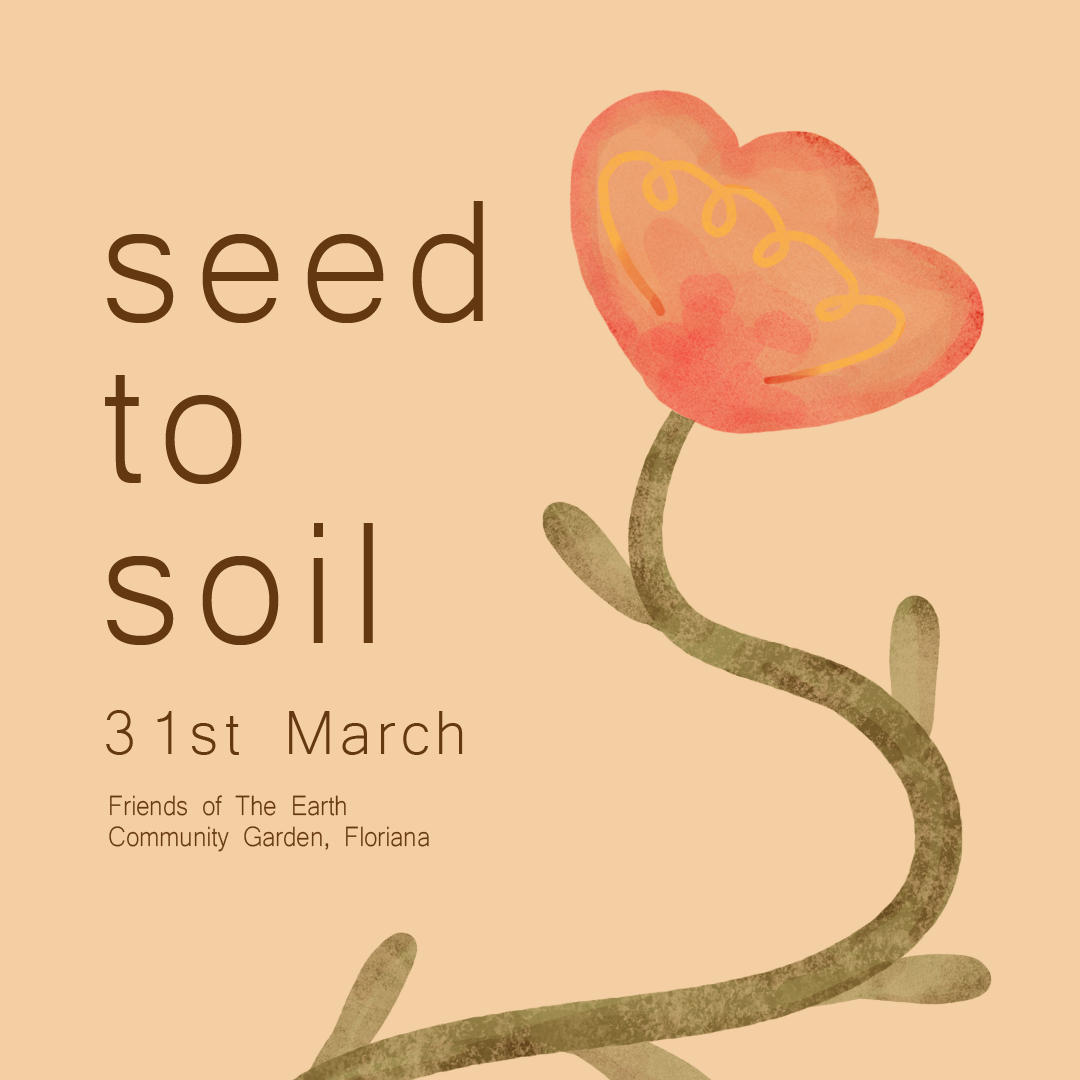 seed
to
soil
31st March
Friends of The Earth
Community Garden, Floriana